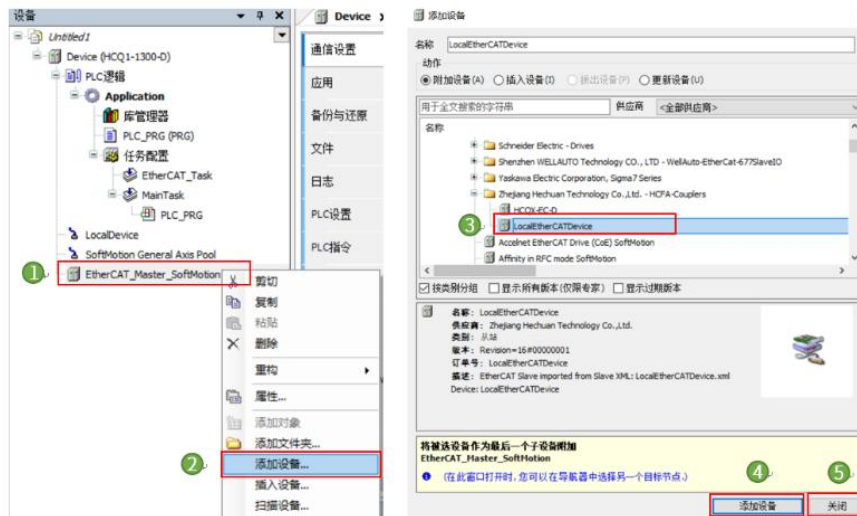 设备
Untitled1
Device (HCQ1-1300-D)
PLC逻辑
Application
库管理器
PLC_PRG (PRG)
任务配置
EtherCAT_Task
MainTask
PLC_PRG
LocalDevice
SoftMotion General Axis Pool
1
EtherCAT_Master_SoftMotion
Device
通信设置
应用
备份与还原
文件
日志
PLC设置
PLC指令
剪切
复制
粘贴
删除
重构
属性...
添加对象
添加文件夹...
2
添加设备...
插入设备...
扫描设备...
添加设备
名称 LocalEtherCATDevice
动作
附加设备(A) 插入设备(I) 拔出设备(P) 更新设备(U)
用于全文搜索的字符串 供应商 <全部供应商>
名称
Schneider Electric - Drives
Shenzhen WELLAUTO Technology CO., LTD - WellAuto-EtherCat-677SlaveIO
Yaskawa Electric Corporation, Sigma7 Series
Zhejiang Hechuan Technology Co.,Ltd. - HCFA-Couplers
HCQX-EC-D
3
LocalEtherCATDevice
Accelnet EtherCAT Drive (CoE) SoftMotion
Affinity in RFC mode SoftMotion
按类别分组 显示所有版本(仅限专家) 显示过期版本
名称: LocalEtherCATDevice
供应商: Zhejiang Hechuan Technology Co.,Ltd.
类别: 从站
版本: Revision=16#00000001
订单号: LocalEtherCATDevice
描述: EtherCAT Slave imported from Slave XML: LocalEtherCATDevice.xml
Device: LocalEtherCATDevice
将被选设备作为最后一个子设备附加
EtherCAT_Master_SoftMotion
(在此窗口打开时,您可以在导航器中选择另一个目标节点.)
4
5
添加设备 关闭